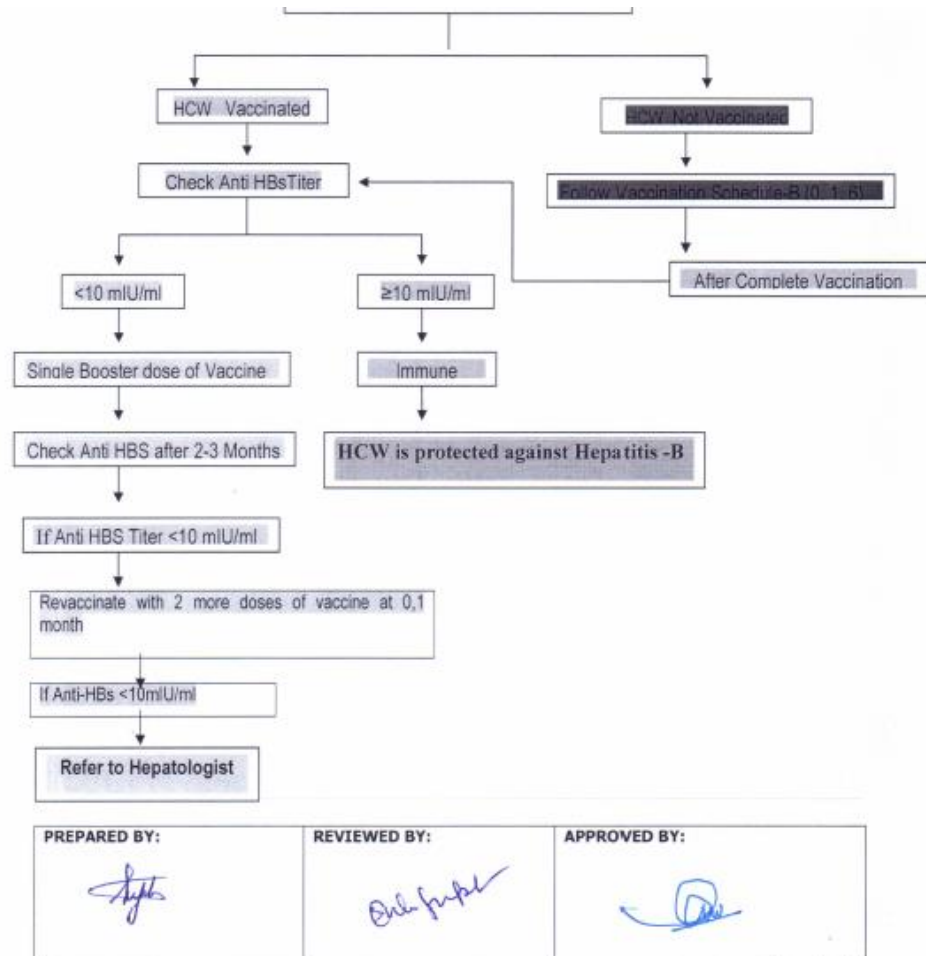 HCW Vaccinated
HCW Not Vaccinated
Check Anti HBsTiter
Follow Vaccination Schedule-B (0, 1, 6)
<10 mIU/ml
≥10 mIU/ml
After Complete Vaccination
Single Booster dose of Vaccine
Immune
Check Anti HBS after 2-3 Months
HCW is protected against Hepatitis -B
If Anti HBS Titer <10 mIU/ml
Revaccinate with 2 more doses of vaccine at 0,1
month
If Anti-HBs <10mIU/ml
Refer to Hepatologist
PREPARED BY:
REVIEWED BY:
APPROVED BY: